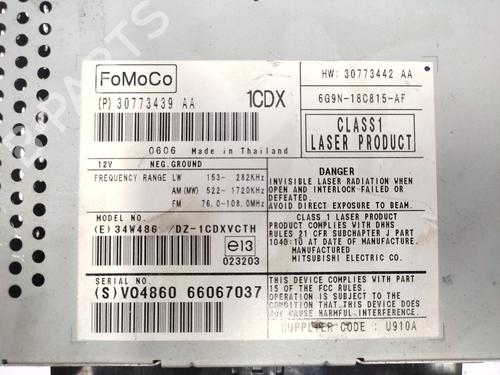 FoMoCo
(P) 30773439 AA
1CDX
HW: 30773442 AA
6G9N-18C815-AF
CLASS1
LASER PRODUCT
0606 Made in Thailand
12V NEG.GROUND
FREQUENCY RANGE LW 153- 282KHz
AM(MW) 522- 1720KHz
FM 76.0-108.0MHz
DANGER
INVISIBLE LASER RADIATION WHEN
OPEN AND INTERLOCK-FAILED OR
DEFEATED.
AVOID DIRECT EXPOSURE TO BEAM.
MODEL NO.
(E) 34W486 /DZ-1CDXVCTH
e13
023203
CLASS 1 LASER PRODUCT
PRODUCT COMPLIES WITH DHHS
RULES 21 CFR SUBCHAPTER J PART
1040:10 AT DATE OF MANUFACTURE.
MANUFACTURED
MITSUBISHI ELECTRIC CO.
SERIAL NO.
(S)V04860 66067037
THIS DEVICE COMPLIES WITH PART
15 OF THE FCC RULES.
OPERATION IS SUBJECT TO THE
CONDITION THAT THIS DEVICE DOES
NOT CAUSE HARMFUL INTERFERENCE.
SUPPLIER CODE : U910A